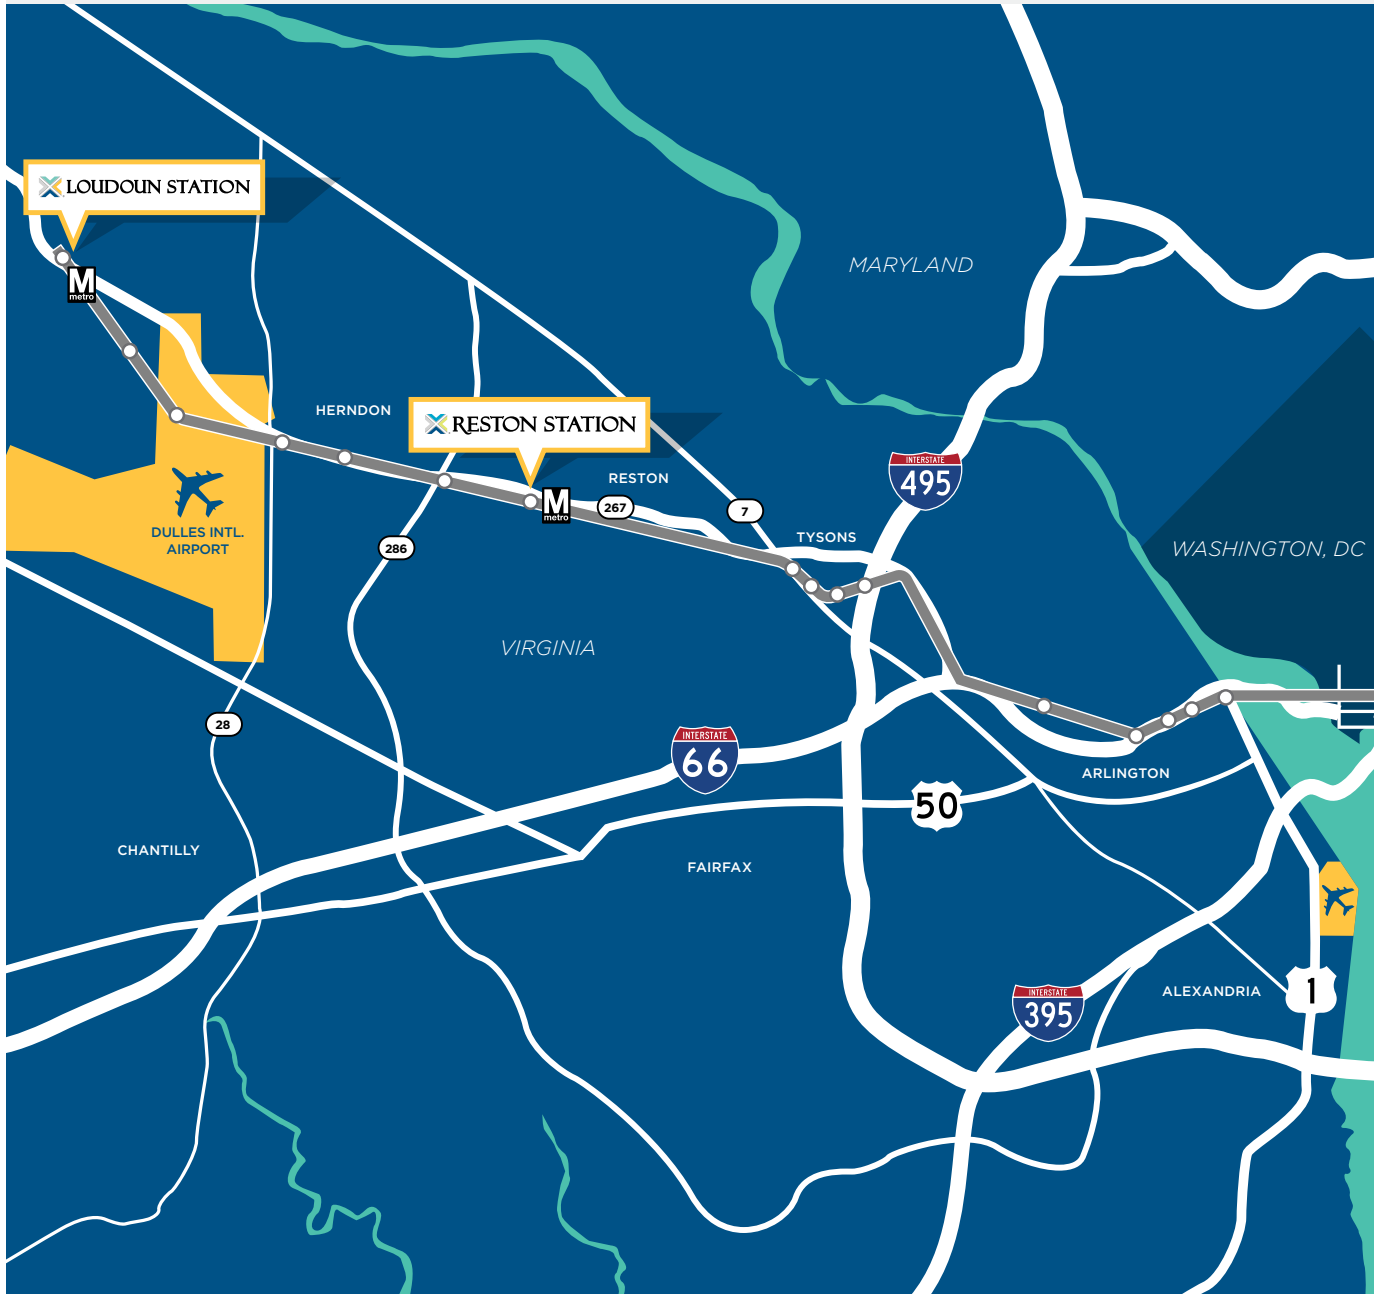 LOUDOUN STATION
MARYLAND
M
metro
HERNDON
RESTON STATION
INTERSTATE
495
RESTON
M
metro
267
7
TYSONS
DULLES INTL.
AIRPORT
286
WASHINGTON, DC
VIRGINIA
28
INTERSTATE
66
ARLINGTON
50
CHANTILLY
FAIRFAX
INTERSTATE
395
ALEXANDRIA
1